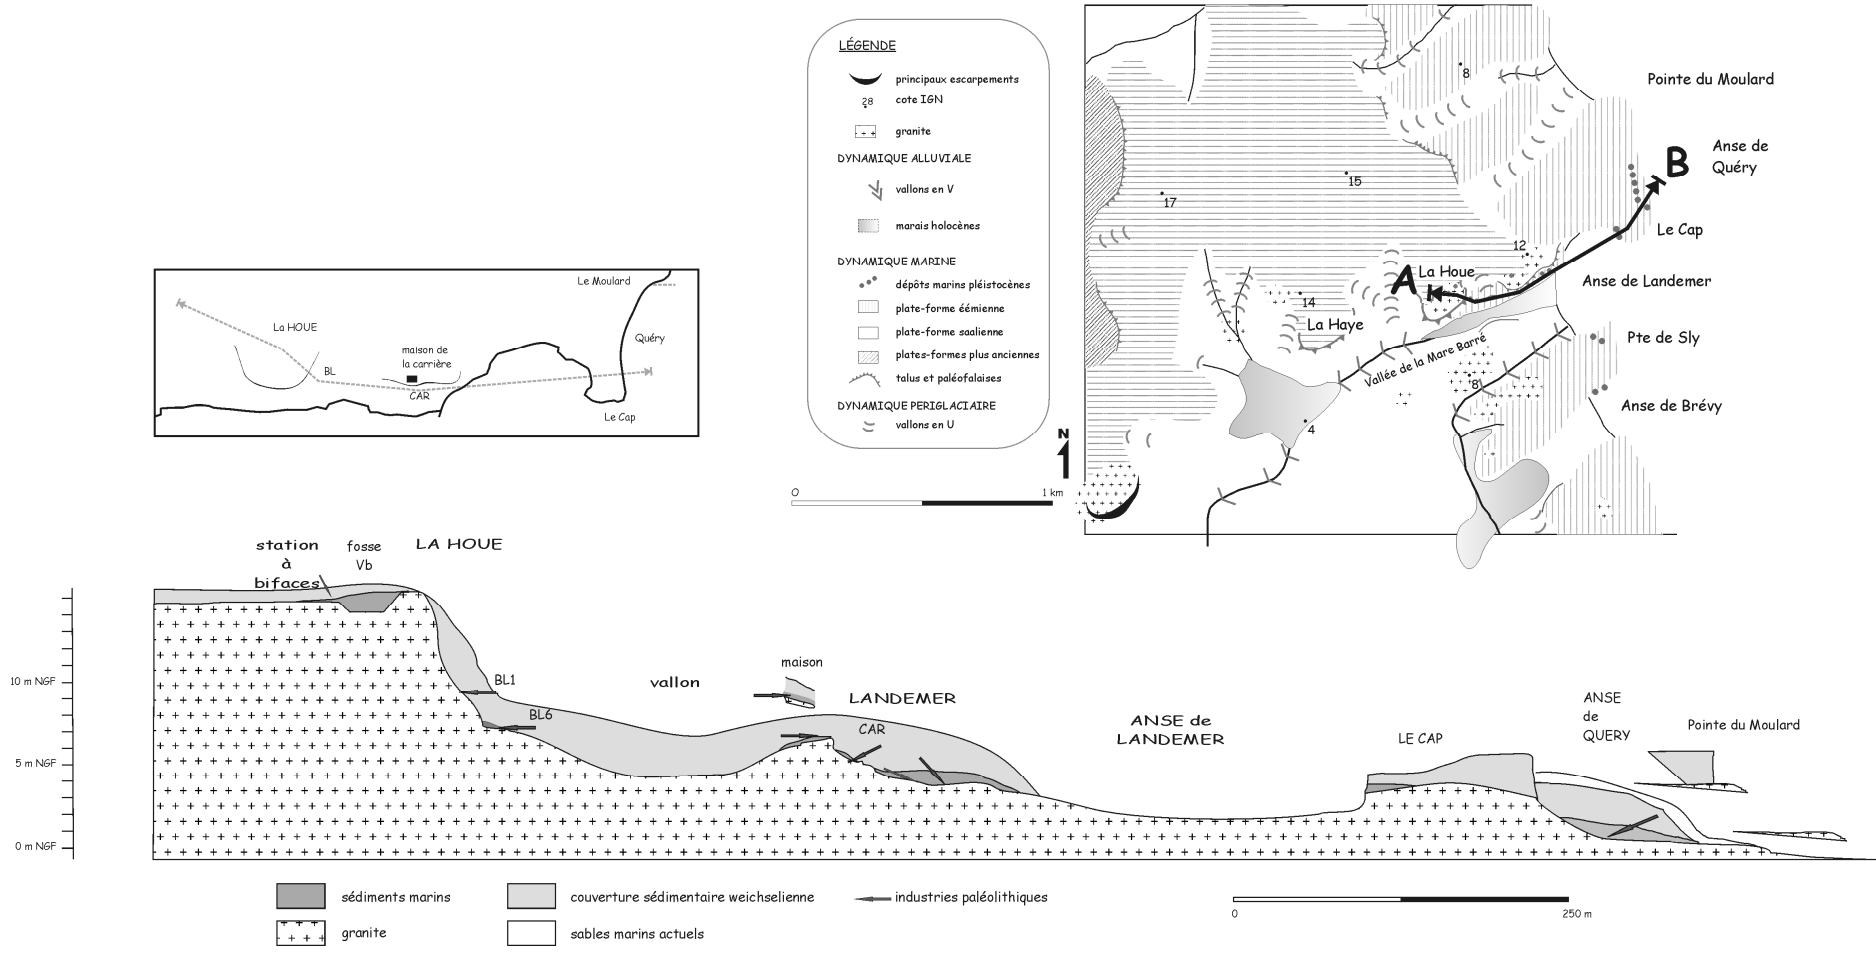 LÉGENDE
principaux escarpements
28
cote IGN
granite
DYNAMIQUE ALLUVIALE
vallons en V
marais holocènes
DYNAMIQUE MARINE
dépôts marins pléistocènes
plate-forme éémienne
plate-forme saalienne
plates-formes plus anciennes
talus et paléofalaises
DYNAMIQUE PERIGLACIAIRE
vallons en U
N
0
1 km
8
Pointe du Moulard
Anse de
Quéry
B
15
17
Le Cap
12
A
La Houe
Anse de Landemer
14
La Haye
Vallée de la Mare Barré
Pte de Sly
8
Anse de Brévy
4
Le Moulard
La HOUE
Quéry
maison de
la carrière
BL
CAR
Le Cap
station
à
bifaces
fosse
Vb
LA HOUE
10 m NGF
5 m NGF
0 m NGF
BL1
BL6
vallon
maison
LANDEMER
CAR
ANSE de
LANDEMER
LE CAP
ANSE
de
QUERY
Pointe du Moulard
sédiments marins
couverture sédimentaire weichselienne
industries paléolithiques
granite
sables marins actuels
0
250 m